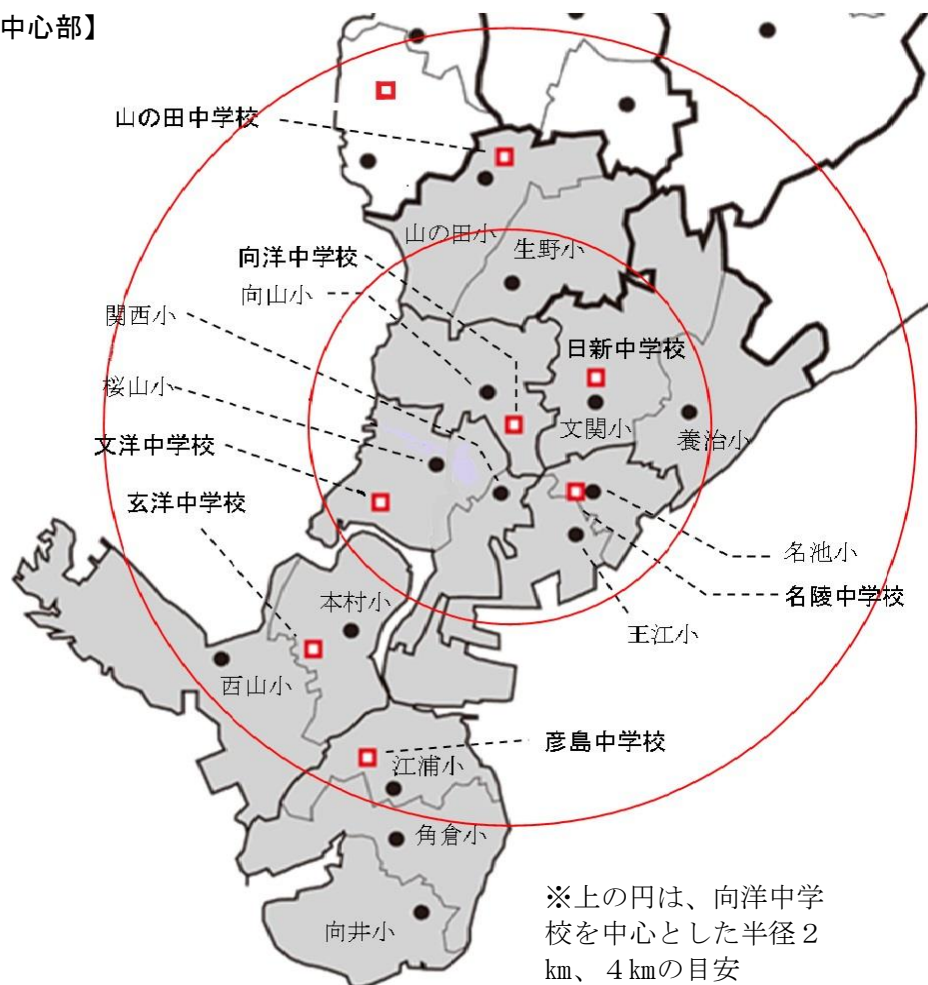 中心部】
山の田中学校
山の田小
生野小
向洋中学校
向山小
関西小
日新中学校
桜山小
文関小
養治小
文洋中学校
玄洋中学校
名池小
名陵中学校
本村小
王江小
西山小
彦島中学校
江浦小
角倉小
向井小
※上の円は、向洋中学
校を中心とした半径２
㎞、４㎞の目安